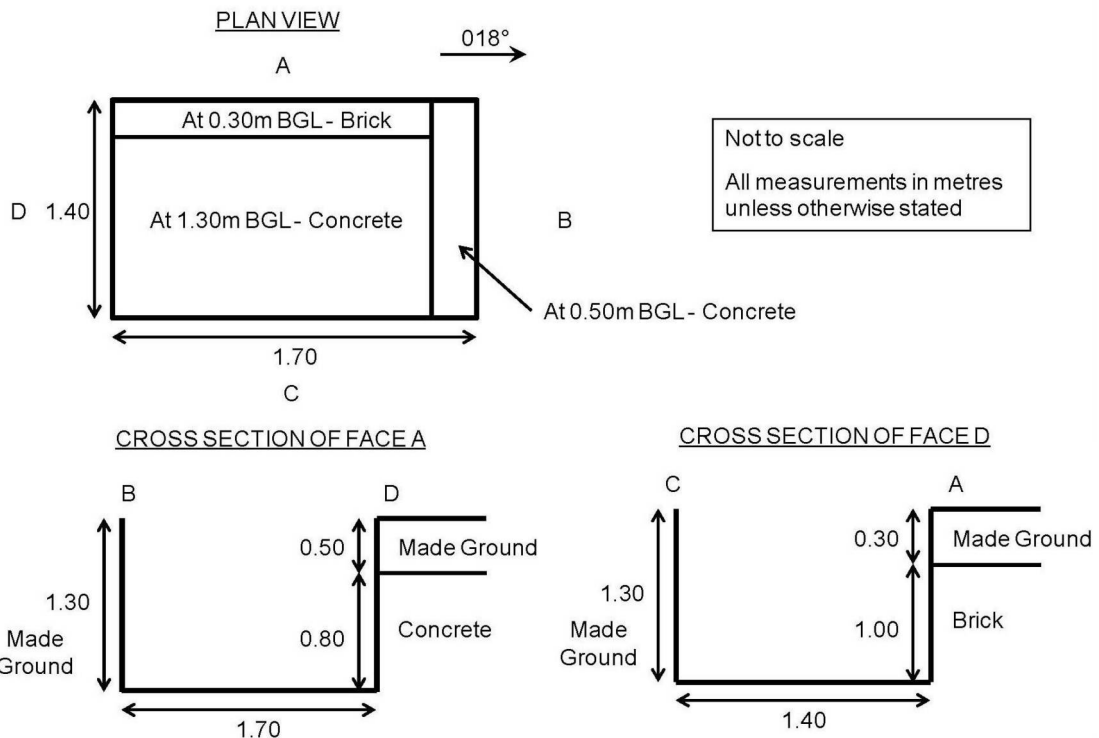 PLAN VIEW
018°
A
At 0.30m BGL - Brick
D
1.40
At 1.30m BGL - Concrete
B
Not to scale
All measurements in metres
unless otherwise stated
At 0.50m BGL - Concrete
1.70
C
CROSS SECTION OF FACE A
B
D
0.50
Made Ground
1.30
Made
Ground
0.80
Concrete
1.70
CROSS SECTION OF FACE D
C
A
0.30
Made Ground
1.30
Made
Ground
1.00
Brick
1.40